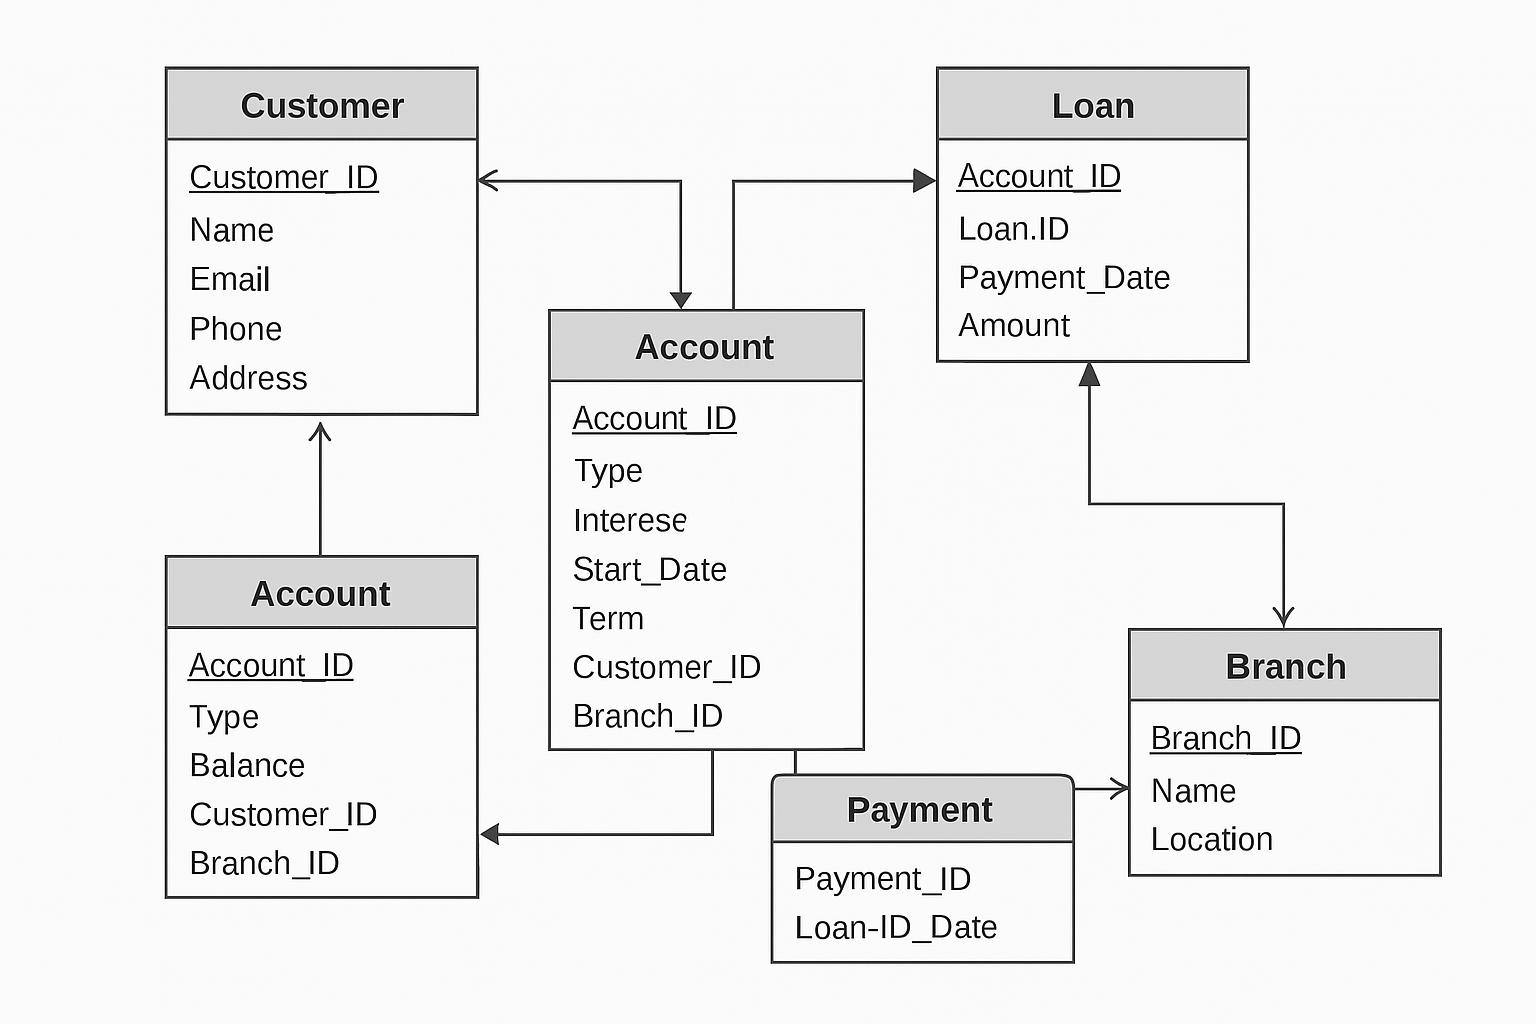 Customer
Customer_ID
Name
Email
Phone
Address
Loan
Account_ID
Loan.ID
Payment_Date
Amount
Account
Account_ID
Type
Interese
Start_Date
Term
Customer_ID
Branch_ID
Account
Account_ID
Type
Balance
Customer_ID
Branch_ID
Payment
Payment_ID
Loan-ID_Date
Branch
Branch_ID
Name
Location